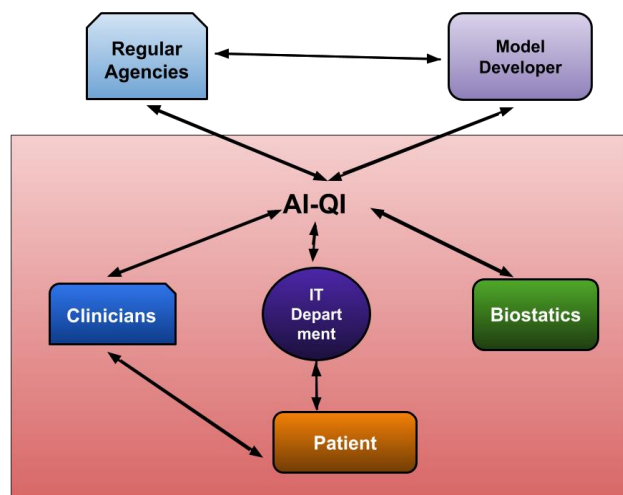 Regular
Agencies
Model
Developer
AI-QI
Clinicians
IT
Depart
ment
Biostatics
Patient